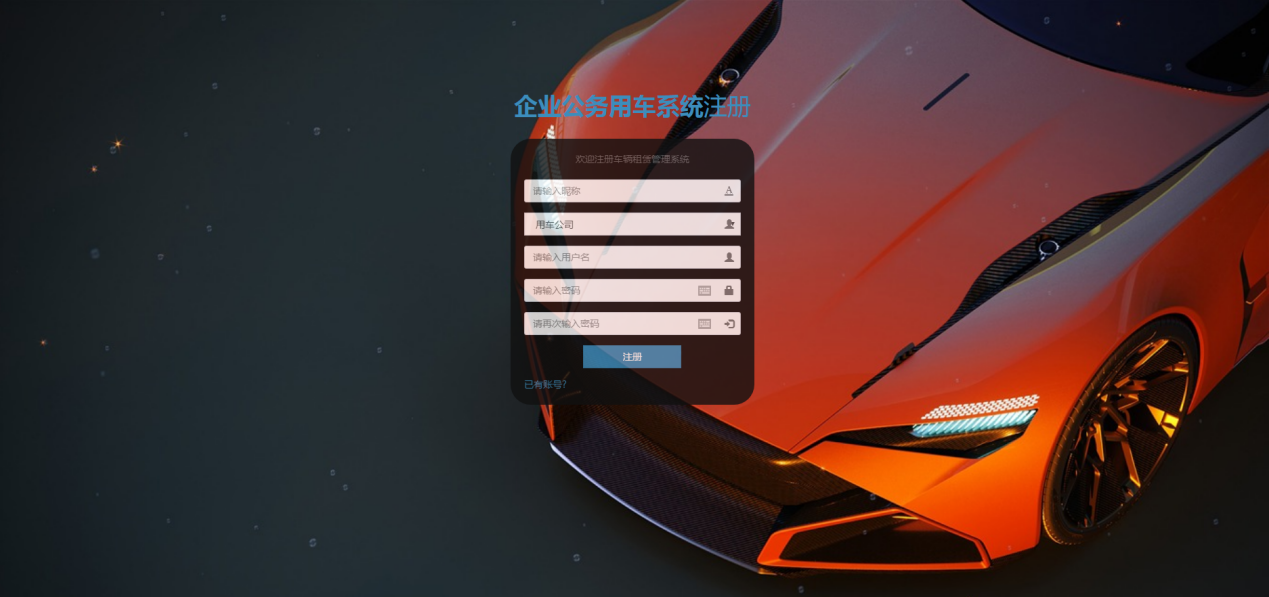 企业公务用车系统注册
欢迎注册车辆租赁管理系统
请输入昵称
用车公司
请输入用户名
请输入密码
请再次输入密码
注册
已有账号?